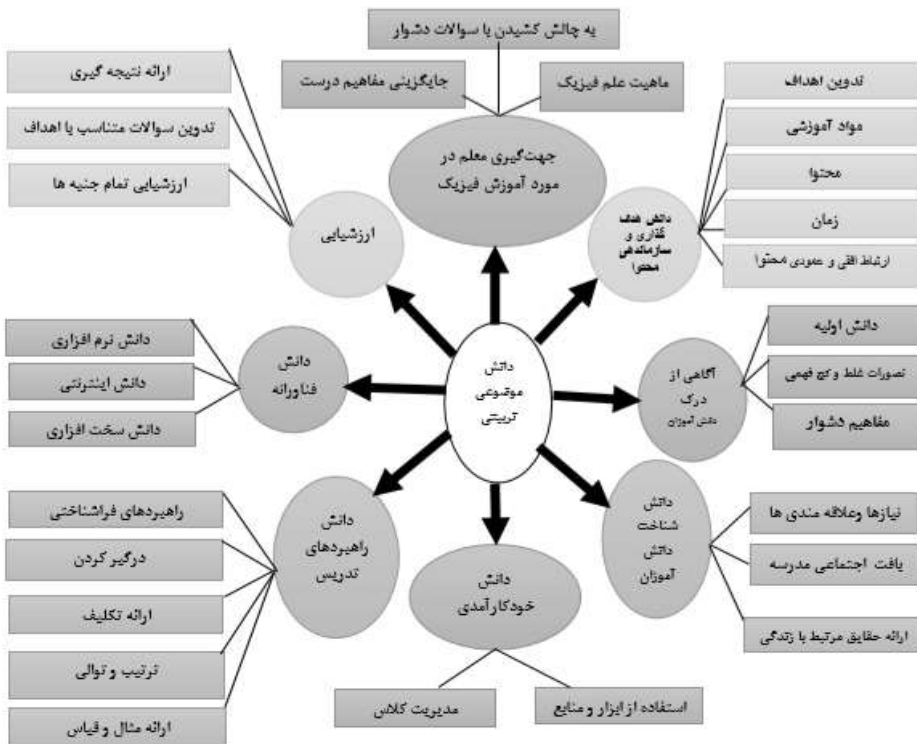 به چالش کشیدن با سوالات دشوار
جایگزینی مفاهیم درست
ماهیت علم فیزیک
جهت‌گیری معلم در
مورد آموزش فیزیک
تدوین اهداف
مواد آموزشی
محتوا
زمان
ارتباط افقی و عمودی محتوا
دانش هدف
گذاری و
سازماندهی
محتوا
دانش اولیه
تصورات غلط و کج فهمی
مفاهیم دشوار
آگاهی از
درک
دانش آموزان
نیازها وعلاقه مندی ها
بافت اجتماعی مدرسه
ارائه حقایق مرتبط با زندگی
دانش
شناخت
دانش
آموزان
دانش
خودکارآمدی
استفاده از ابزار و منابع
مدیریت کلاس
دانش
راهبردهای
تدریس
راهبردهای فراشناختی
درگیر کردن
ارائه تکلیف
ترتیب و توالی
ارائه مثال و قیاس
دانش
فناورانه
دانش نرم افزاری
دانش اینترنتی
دانش سخت افزاری
ارزشیابی
ارائه نتیجه گیری
تدوین سوالات متناسب با اهداف
ارزشیابی تمام جنبه ها
دانش
موضوعی
تربیتی